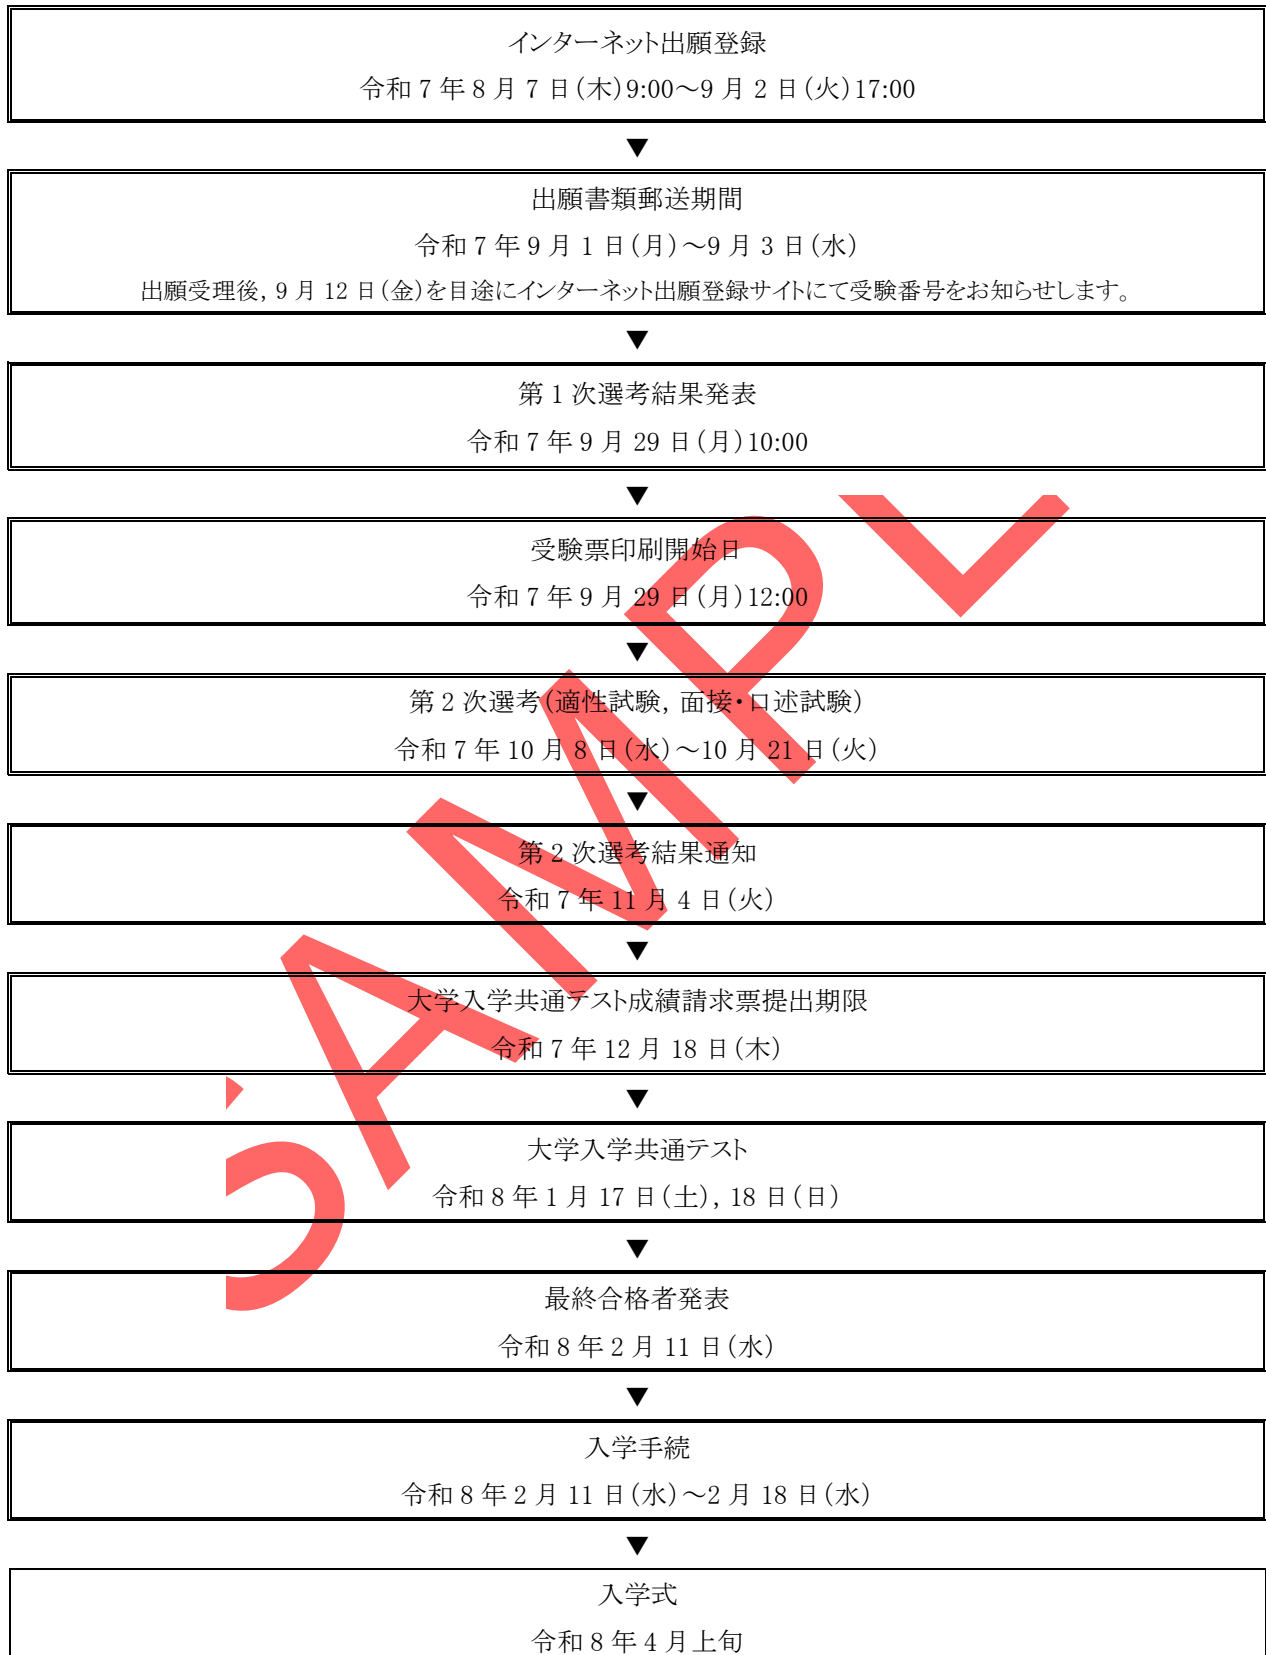 インターネット出願登録
令和 7 年 8 月 7 日（木）9:00～9 月 2 日（火）17:00
▼
出願書類郵送期間
令和 7 年 9 月 1 日（月）～9 月 3 日（水）
出願受理後，9 月 12 日（金）を目途にインターネット出願登録サイトにて受験番号をお知らせします。
▼
第 1 次選考結果発表
令和 7 年 9 月 29 日（月）10:00
▼
受験票印刷開始日
令和 7 年 9 月 29 日（月）12:00
▼
第 2 次選考（適性試験，面接・口述試験）
令和 7 年 10 月 8 日（水）～10 月 21 日（火）
▼
第 2 次選考結果通知
令和 7 年 11 月 4 日（火）
▼
大学入学共通テスト成績請求票提出期限
令和 7 年 12 月 18 日（木）
▼
大学入学共通テスト
令和 8 年 1 月 17 日（土），18 日（日）
▼
最終合格者発表
令和 8 年 2 月 11 日（水）
▼
入学手続
令和 8 年 2 月 11 日（水）～2 月 18 日（水）
▼
入学式
令和 8 年 4 月上旬
SAMPL